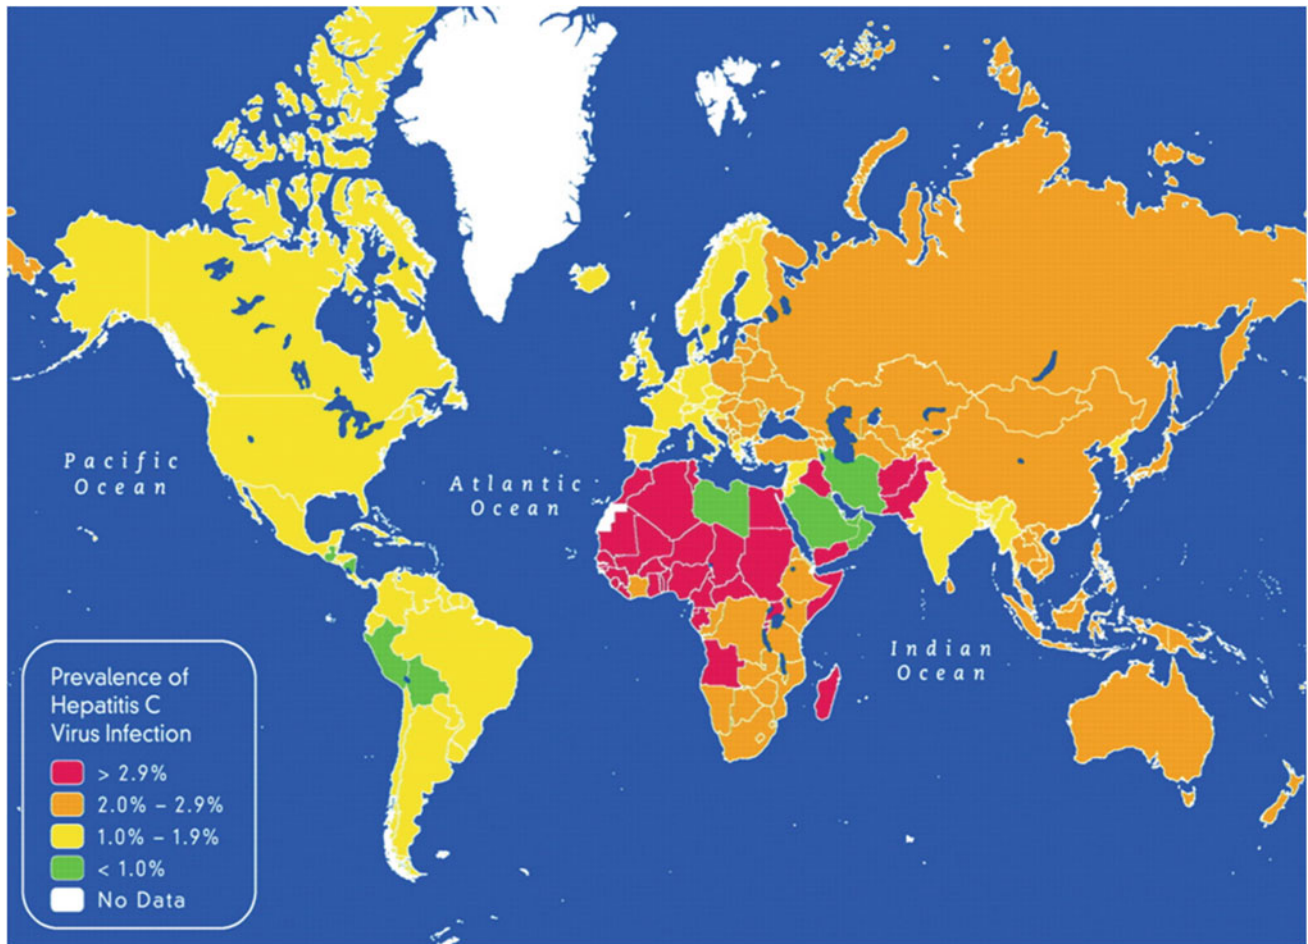 Pacific
Ocean
Atlantic
Ocean
Indian
Ocean
Prevalence of
Hepatitis C
Virus Infection
> 2.9%
2.0% – 2.9%
1.0% – 1.9%
< 1.0%
No Data